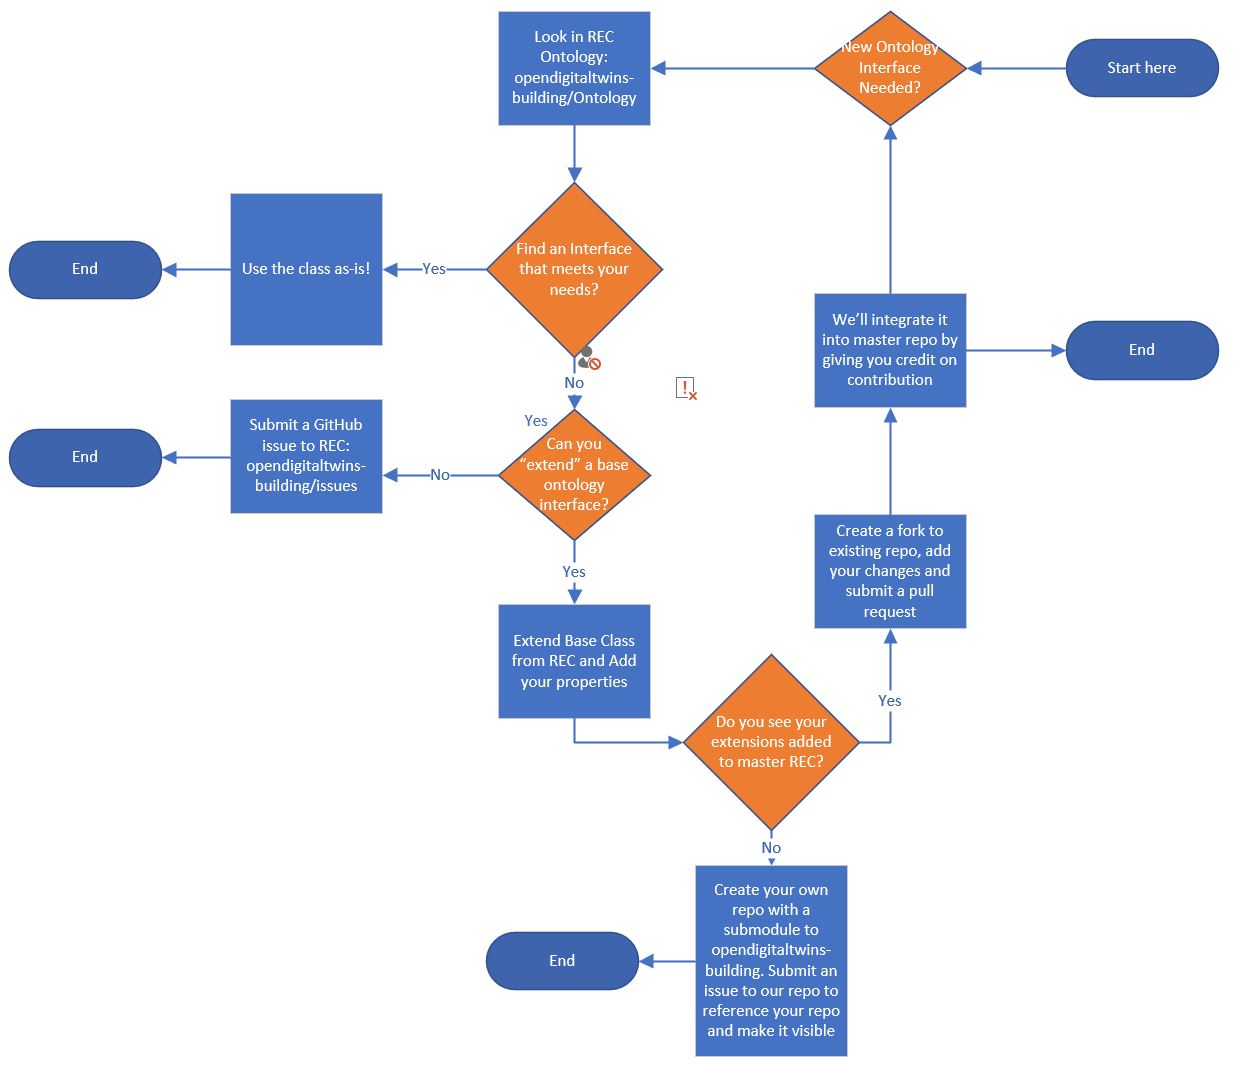 Start here
New Ontology
Interface
Needed?
Look in REC
Ontology:
opendigitaltwins-
building/Ontology
Find an Interface
that meets your
needs?
Yes
Use the class as-is!
End
No
Yes
Can you
“extend” a base
ontology
interface?
No
Submit a GitHub
issue to REC:
opendigitaltwins-
building/issues
End
Yes
Extend Base Class
from REC and Add
your properties
Do you see your
extensions added
to master REC?
Yes
Create a fork to
existing repo, add
your changes and
submit a pull
request
We’ll integrate it
into master repo by
giving you credit on
contribution
End
No
Create your own
repo with a
submodule to
opendigitaltwins-
building. Submit an
issue to our repo to
reference your repo
and make it visible
End